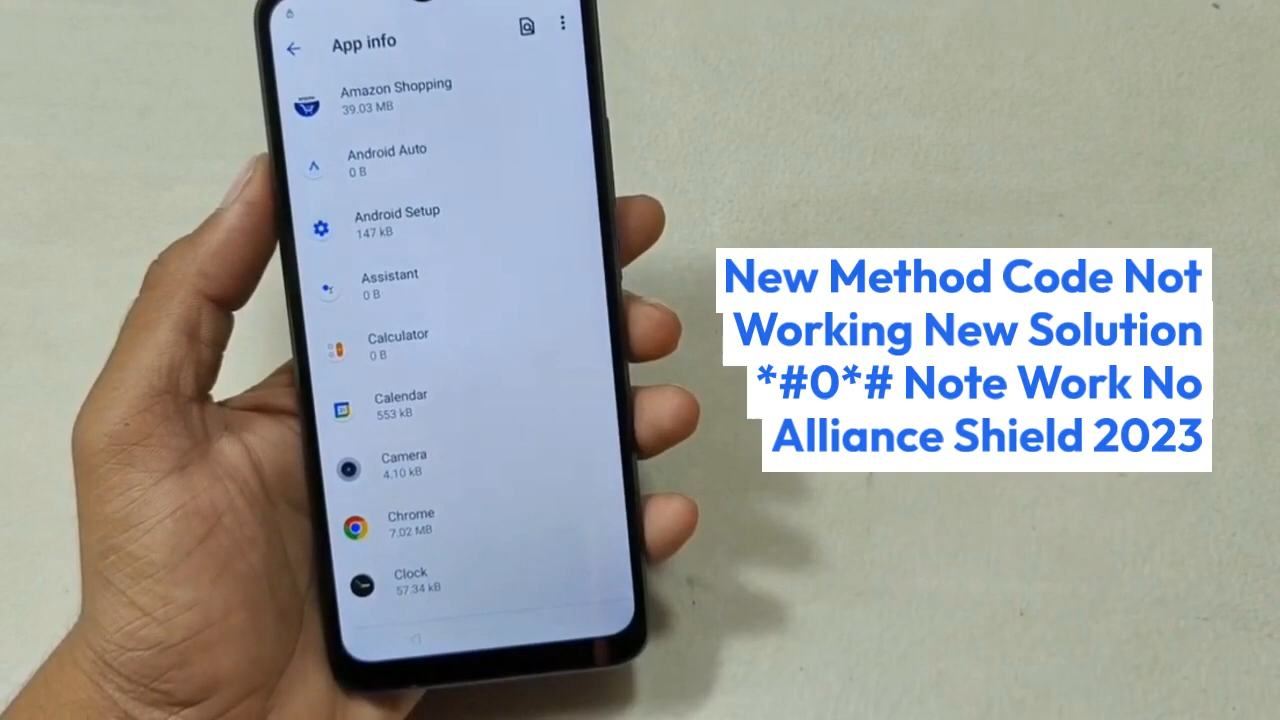 App info
Amazon Shopping
39.03 MB
Android Auto
0 B
Android Setup
147 kB
Assistant
0 B
Calculator
0 B
Calendar
553 kB
Camera
4.10 kB
Chrome
7.02 MB
Clock
57.34 kB
New Method Code Not
Working New Solution
*#0*# Note Work No
Alliance Shield 2023